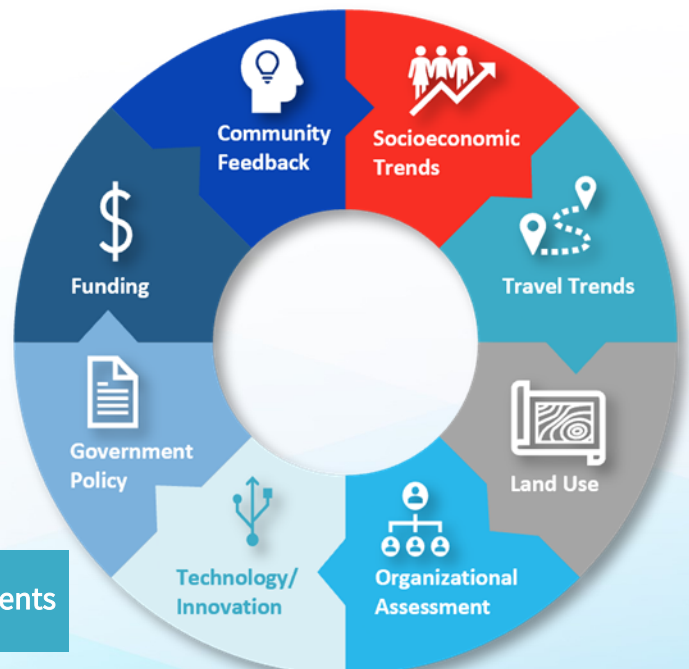 Community
Feedback
Socioeconomic
Trends
Funding
Travel Trends
Government
Policy
Land Use
Technology/
Innovation
Organizational
Assessment
ents